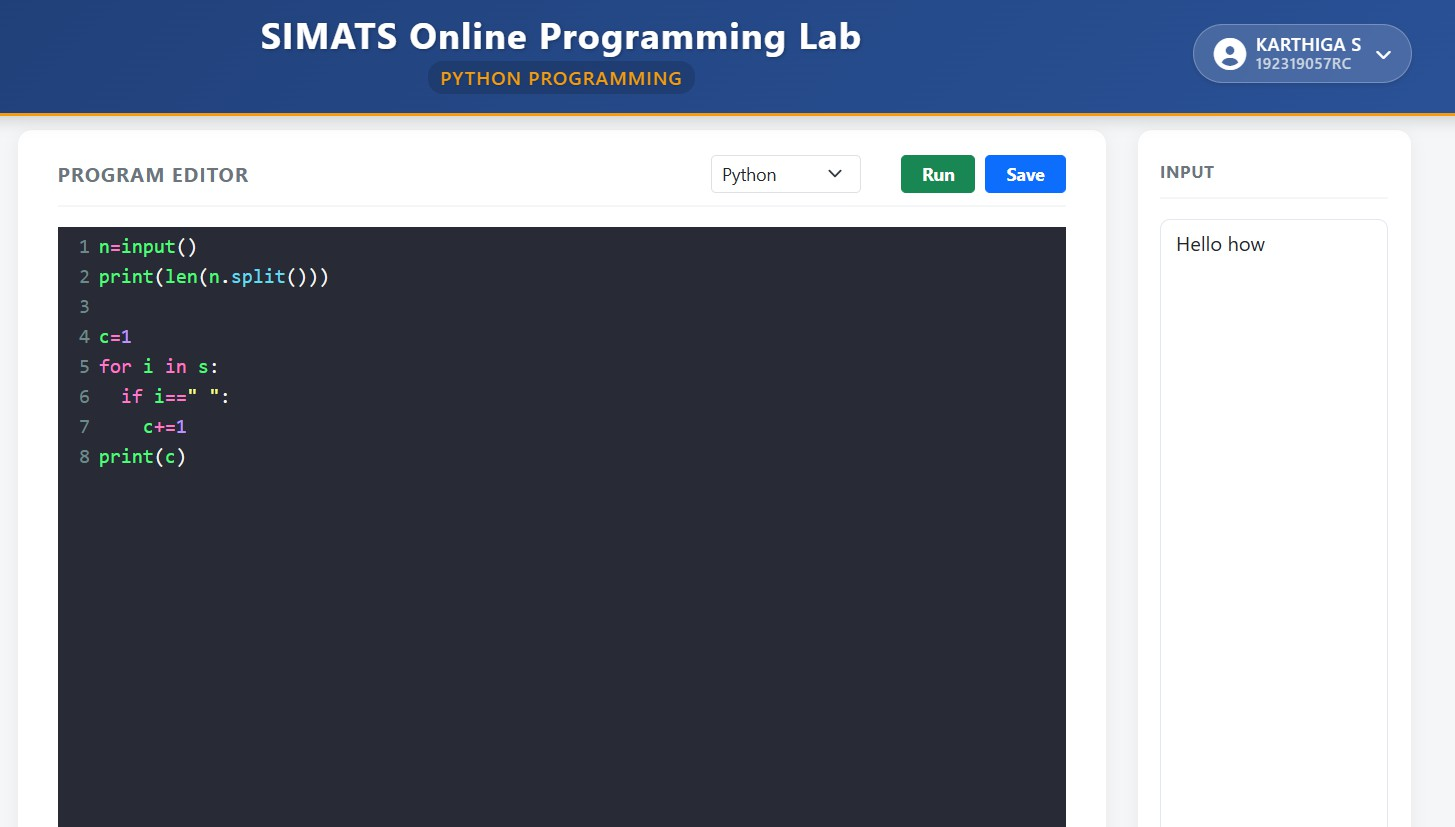 SIMATS Online Programming Lab
PYTHON PROGRAMMING
KARTHIGA S
192319057RC
PROGRAM EDITOR
Python
Run
Save
1 n=input()
2 print(len(n.split()))
3
4 c=1
5 for i in s:
6   if i==" ":
7     c+=1
8 print(c)
INPUT
Hello how